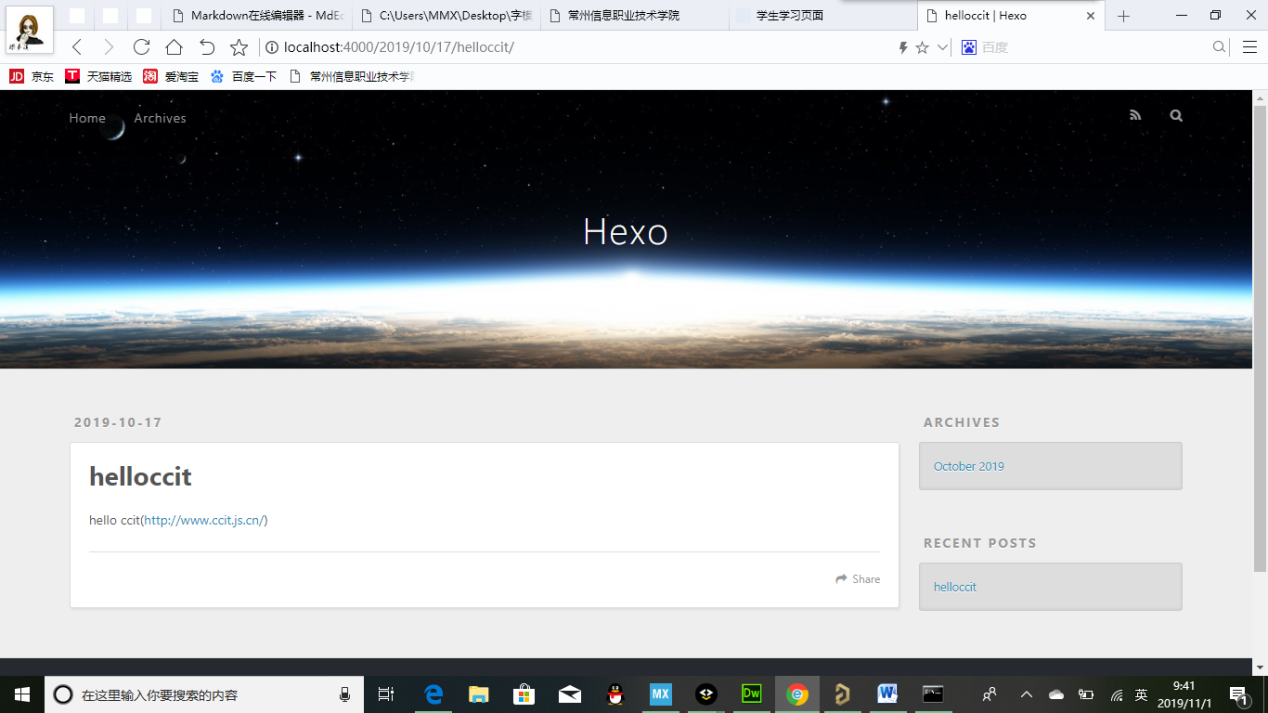 Markdown在线编辑器 - MdE
C:\Users\MMX\Desktop\字模
常州信息职业技术学院
学生学习页面
helloccit | Hexo
localhost:4000/2019/10/17/helloccit/
百度
JD 京东
T 天猫精选
淘 爱淘宝
百度一下
常州信息职业技术学
Home
Archives
Hexo
2019-10-17
helloccit
hello ccit(http://www.ccit.js.cn/)
Share
ARCHIVES
October 2019
RECENT POSTS
helloccit
在这里输入你要搜索的内容
MX
Dw
W
英
9:41
2019/11/1
1